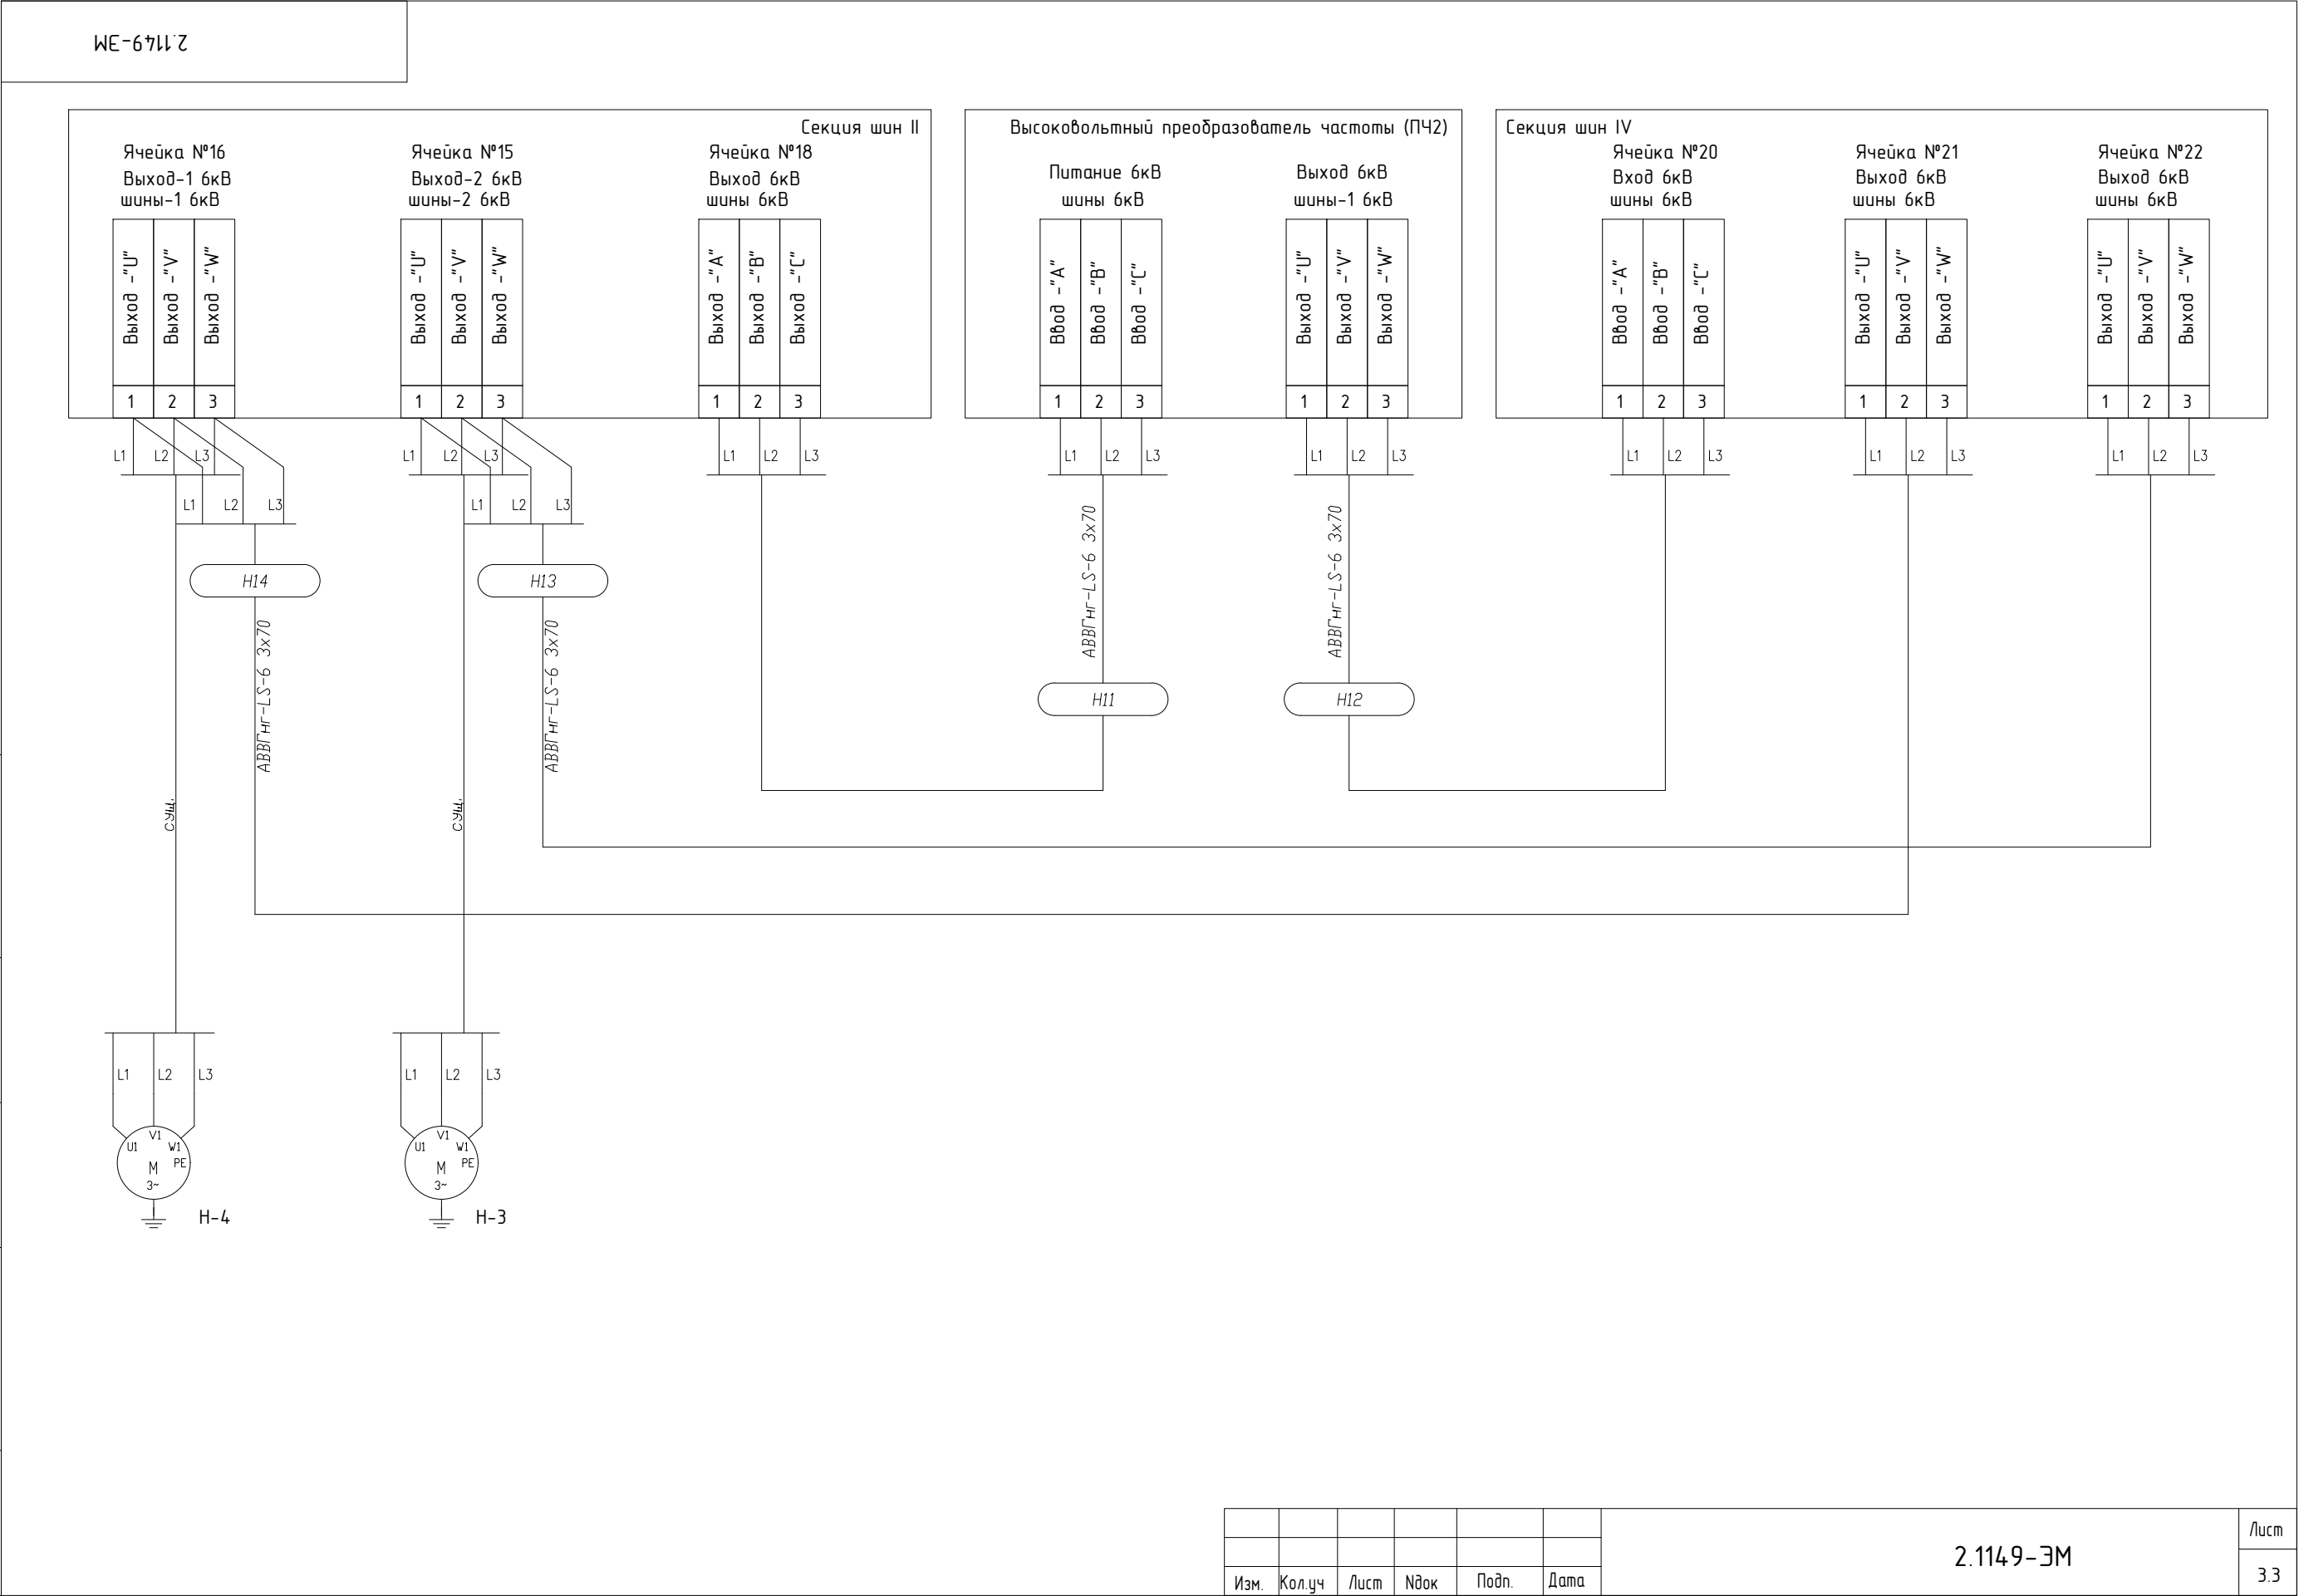 2.1149-ЭМ
Секция шин II
Ячейка №16
Выход-1 6кВ
шины-1 6кВ
Выход -"U"
Выход -"V"
Выход -"W"
1 2 3
Ячейка №15
Выход-2 6кВ
шины-2 6кВ
Выход -"U"
Выход -"V"
Выход -"W"
1 2 3
Ячейка №18
Выход 6кВ
шины 6кВ
Выход -"A"
Выход -"B"
Выход -"C"
1 2 3
Высоковольтный преобразователь частоты (ПЧ2)
Питание 6кВ
шины 6кВ
Ввод -"A"
Ввод -"B"
Ввод -"C"
1 2 3
Выход 6кВ
шины-1 6кВ
Выход -"U"
Выход -"V"
Выход -"W"
1 2 3
Секция шин IV
Ячейка №20
Вход 6кВ
шины 6кВ
Ввод -"A"
Ввод -"B"
Ввод -"C"
1 2 3
Ячейка №21
Выход 6кВ
шины 6кВ
Выход -"U"
Выход -"V"
Выход -"W"
1 2 3
Ячейка №22
Выход 6кВ
шины 6кВ
Выход -"U"
Выход -"V"
Выход -"W"
1 2 3
L1 L2 L3
L1 L2 L3
L1 L2 L3
L1 L2 L3
L1 L2 L3
L1 L2 L3
L1 L2 L3
L1 L2 L3
L1 L2 L3
L1 L2 L3
H14
H13
АВВГнг-LS-6 3х70
АВВГнг-LS-6 3х70
АВВГнг-LS-6 3х70
АВВГнг-LS-6 3х70
H11
H12
сущ.
сущ.
L1 L2 L3
L1 L2 L3
V1
U1 W1
M PE
3~
Н-4
V1
U1 W1
M PE
3~
Н-3
Изм. Кол.уч Лист Nдок Подп. Дата
2.1149-ЭМ
Лист
3.3